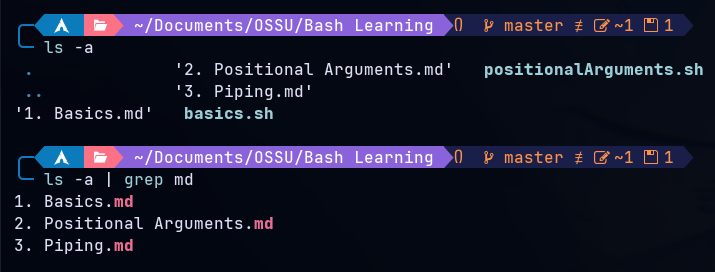 ~/Documents/OSSU/Bash Learning master ≢ ~1 1
ls -a
. '2. Positional Arguments.md' positionalArguments.sh
.. '3. Piping.md'
'1. Basics.md' basics.sh
~/Documents/OSSU/Bash Learning master ≢ ~1 1
ls -a | grep md
1. Basics.md
2. Positional Arguments.md
3. Piping.md